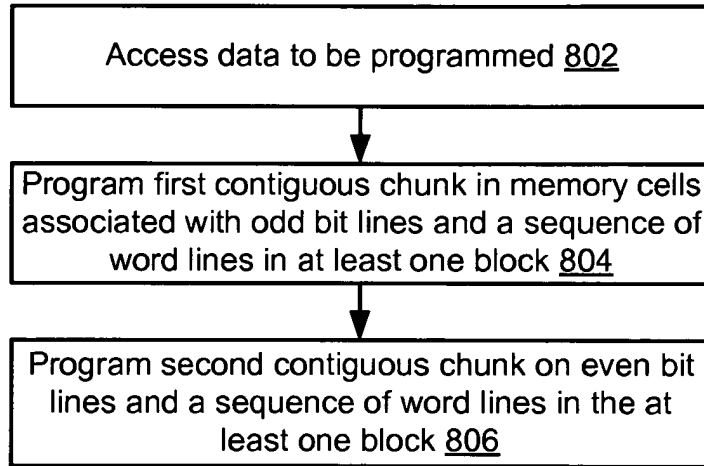 Access data to be programmed 802
Program first contiguous chunk in memory cells
associated with odd bit lines and a sequence of
word lines in at least one block 804
Program second contiguous chunk on even bit
lines and a sequence of word lines in the at
least one block 806